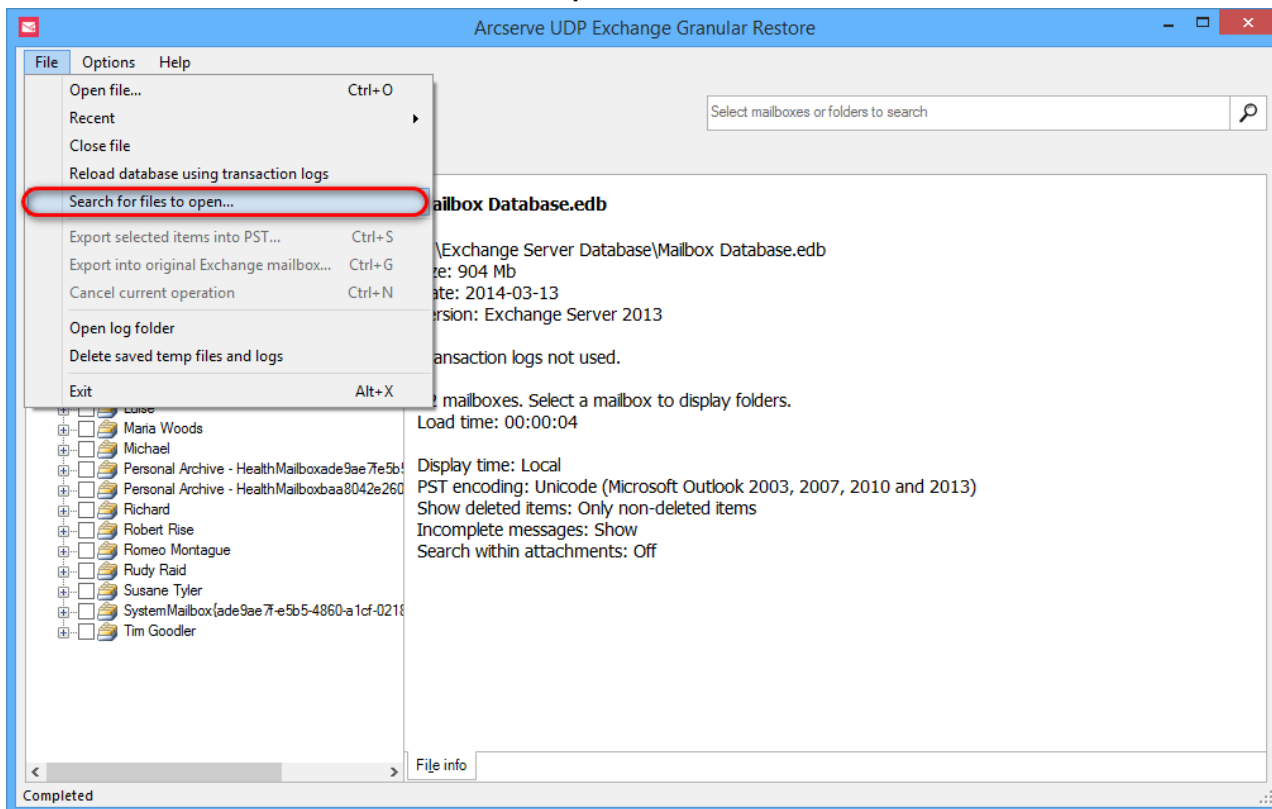 Arcserve UDP Exchange Granular Restore
File Options Help
Open file... Ctrl+O
Recent
Close file
Reload database using transaction logs
Search for files to open...
Export selected items into PST... Ctrl+S
Export into original Exchange mailbox... Ctrl+G
Cancel current operation Ctrl+N
Open log folder
Delete saved temp files and logs
Exit Alt+X
Select mailboxes or folders to search
Luise
Maria Woods
Michael
Personal Archive - HealthMailboxade9ae7fe5b5
Personal Archive - HealthMailboxbaa8042e260
Richard
Robert Rise
Romeo Montague
Rudy Raid
Susane Tyler
SystemMailbox{ade9ae7f-e5b5-4860-a1cf-0218
Tim Goodler
ailbox Database.edb
\Exchange Server Database\Mailbox Database.edb
ze: 904 Mb
ate: 2014-03-13
ersion: Exchange Server 2013
ansaction logs not used.
2 mailboxes. Select a mailbox to display folders.
Load time: 00:00:04
Display time: Local
PST encoding: Unicode (Microsoft Outlook 2003, 2007, 2010 and 2013)
Show deleted items: Only non-deleted items
Incomplete messages: Show
Search within attachments: Off
File info
Completed